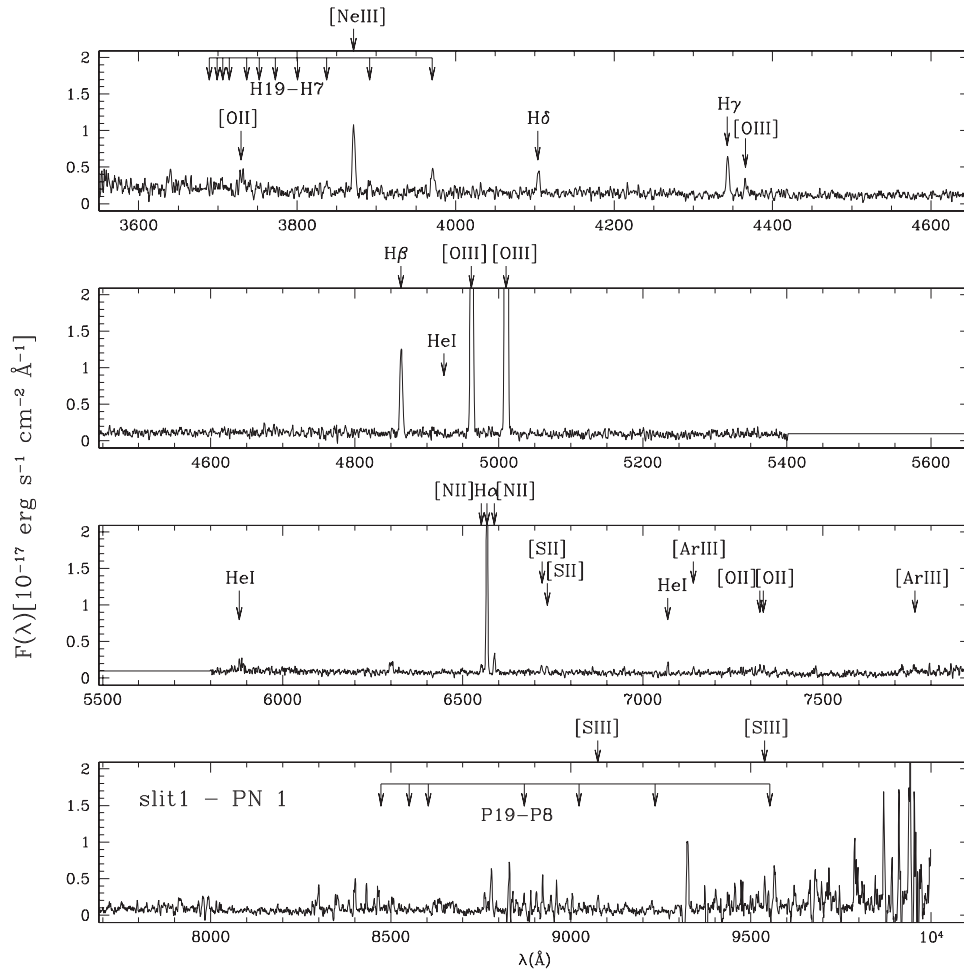 [NeIII]
2
1.5
1
0.5
0
H19-H7
[OII]
Hδ
Hγ
[OIII]
3600 3800 4000 4200 4400 4600
Hβ [OIII] [OIII]
2
1.5
1
0.5
0
HeI
4600 4800 5000 5200 5400 5600
F(λ)[10⁻¹⁷ erg s⁻¹ cm⁻² Å⁻¹]
[NII] Hα [NII]
2
1.5
1
0.5
0
HeI
[SII]
[SII]
HeI
[ArIII]
[OII] [OII]
[ArIII]
5500 6000 6500 7000 7500
[SIII] [SIII]
2
1.5
1
0.5
0
slit1 - PN 1
P19-P8
8000 8500 9000 9500 10⁴
λ(Å)